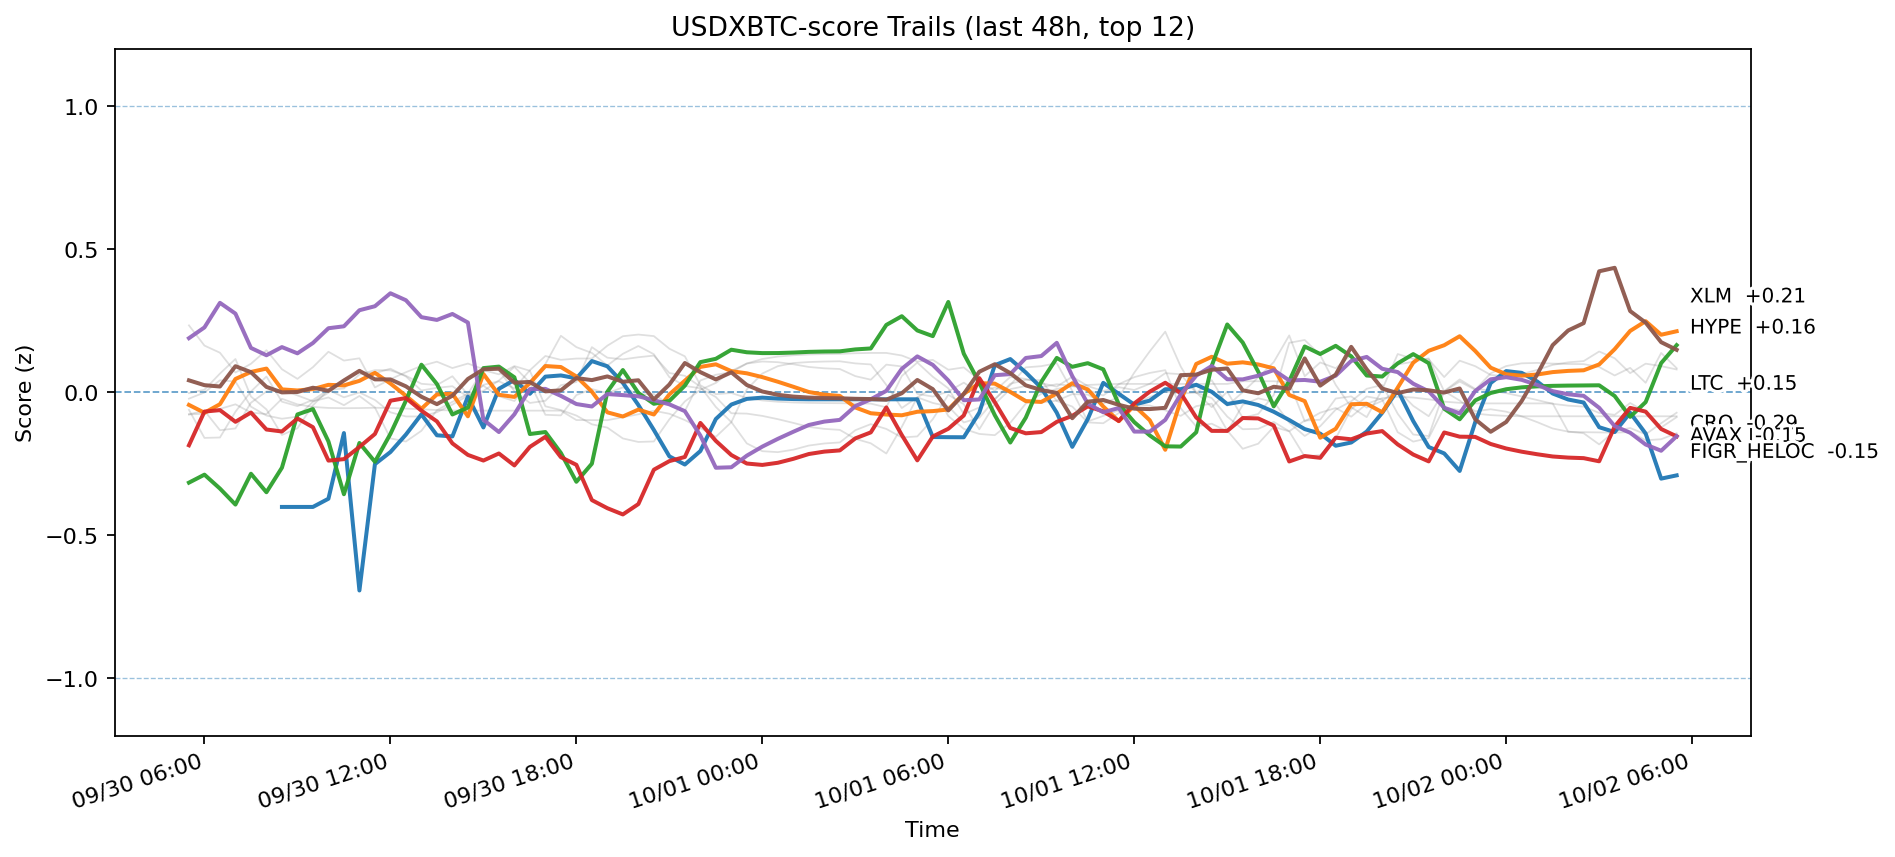 USDXBTC-score Trails (last 48h, top 12)
Score (z)
1.0
0.5
0.0
−0.5
−1.0
XLM +0.21
HYPE +0.16
LTC +0.15
CRO -0.29
AVAX -0.15
FIGR_HELOC -0.15
09/30 06:00
09/30 12:00
09/30 18:00
10/01 00:00
10/01 06:00
10/01 12:00
10/01 18:00
10/02 00:00
10/02 06:00
Time